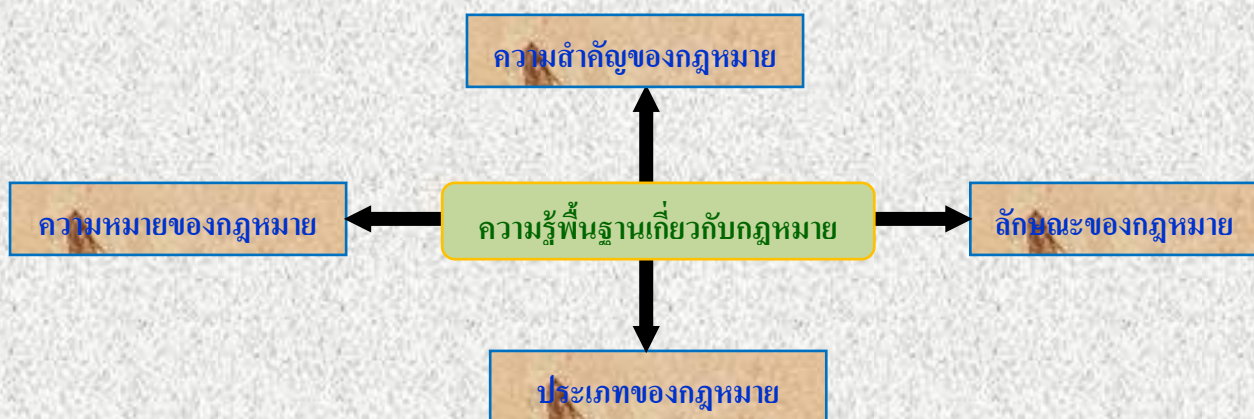 ความสำคัญของกฎหมาย
ความหมายของกฎหมาย
ความรู้พื้นฐานเกี่ยวกับกฎหมาย
ลักษณะของกฎหมาย
ประเภทของกฎหมาย